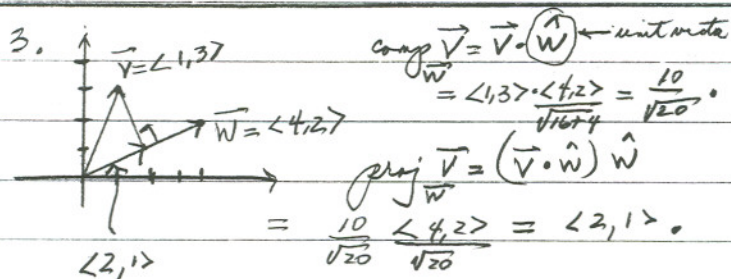 3.
comp_W⃗ V⃗ = V⃗ · Ŵ ← unit vector
V⃗ = <1,3>
= <1,3> · <4,2>/√16+4 = 10/√20 .
W⃗ = <4,2>
proj_W⃗ V⃗ = (V⃗ · Ŵ) Ŵ
= 10/√20 <4,2>/√20 = <2,1> .
<2,1>